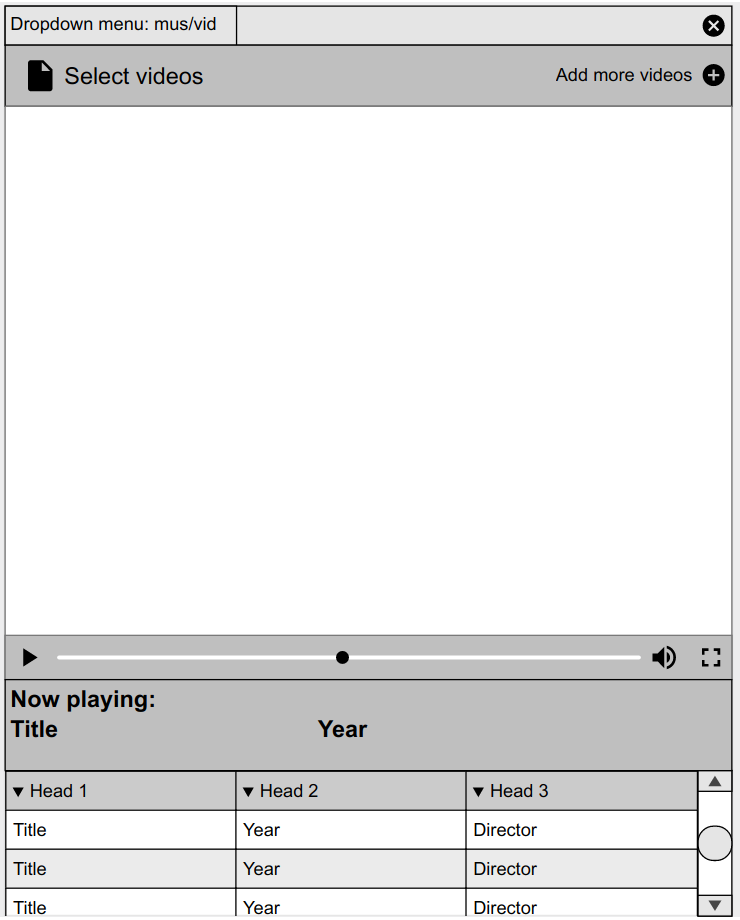 Dropdown menu: mus/vid
Select videos
Add more videos
Now playing:
Title Year
Head 1 Head 2 Head 3
Title Year Director
Title Year Director
Title Year Director